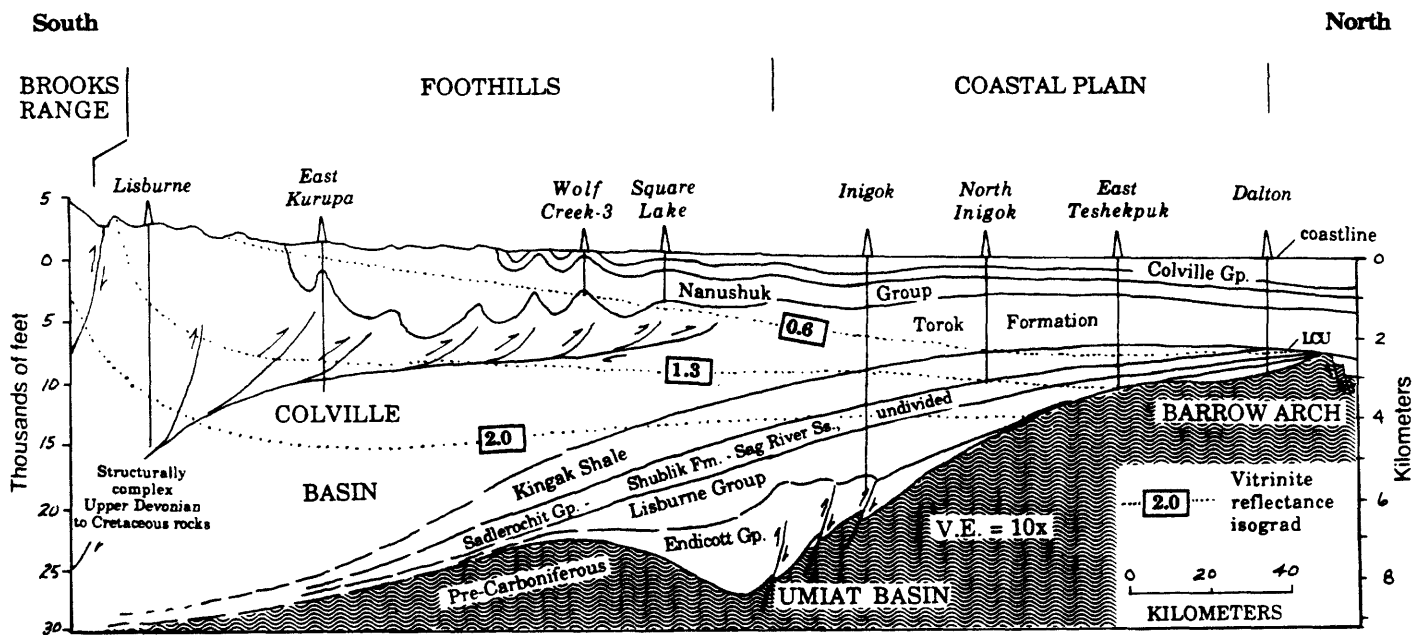 South
North
BROOKS
RANGE
FOOTHILLS
COASTAL PLAIN
Lisburne
East
Kurupa
Wolf
Creek-3
Square
Lake
Inigok
North
Inigok
East
Teshekpuk
Dalton
coastline
5
0
5
10
15
20
25
30
Thousands of feet
0
2
4
6
8
Kilometers
Colville Gp.
Nanushuk Group
Torok Formation
0.6
LCU
1.3
COLVILLE
BASIN
2.0
undivided
BARROW ARCH
Kingak Shale
Sadlerochit Gp. - Shublik Fm. - Sag River Ss.,
Lisburne Group
Endicott Gp.
Structurally
complex
Upper Devonian
to Cretaceous rocks
Pre-Carboniferous
UMIAT BASIN
V.E. = 10x
2.0
Vitrinite
reflectance
isograd
0 20 40
KILOMETERS